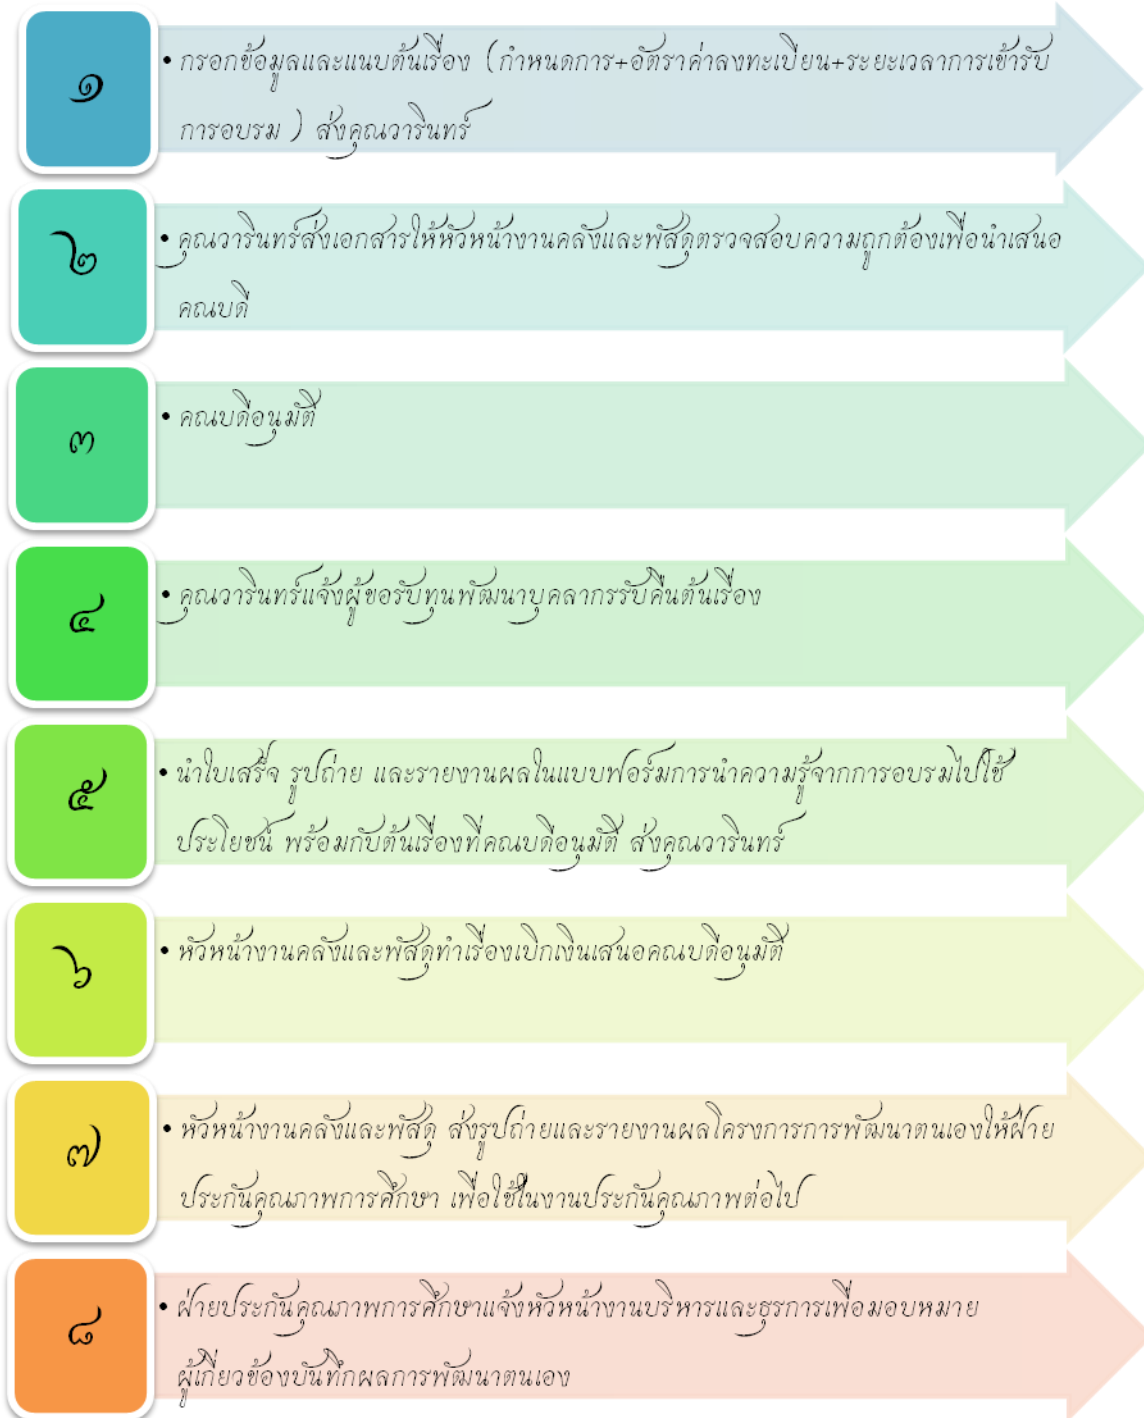 ๑
• กรอกข้อมูลและแนบต้นเรื่อง (กำหนดการ+อัตราค่าลงทะเบียน+ระยะเวลาการเข้ารับ
การอบรม ) ส่งคุณวารินทร์
๒
• คุณวารินทร์ส่งเอกสารให้หัวหน้างานคลังและพัสดุตรวจสอบความถูกต้องเพื่อนำเสนอ
คณบดี
๓
• คณบดีอนุมัติ
๔
• คุณวารินทร์แจ้งผู้ขอรับทุนพัฒนาบุคลากรรับคืนต้นเรื่อง
๕
• นำใบเสร็จ รูปถ่าย และรายงานผลในแบบฟอร์มการนำความรู้จากการอบรมไปใช้
ประโยชน์ พร้อมกับต้นเรื่องที่คณบดีอนุมัติ ส่งคุณวารินทร์
๖
• หัวหน้างานคลังและพัสดุทำเรื่องเบิกเงินเสนอคณบดีอนุมัติ
๗
• หัวหน้างานคลังและพัสดุ ส่งรูปถ่ายและรายงานผลโครงการการพัฒนาตนเองให้ฝ่าย
ประกันคุณภาพการศึกษา เพื่อใช้ในงานประกันคุณภาพต่อไป
๘
• ฝ่ายประกันคุณภาพการศึกษาแจ้งหัวหน้างานบริหารและธุรการเพื่อมอบหมาย
ผู้เกี่ยวข้องบันทึกผลการพัฒนาตนเอง